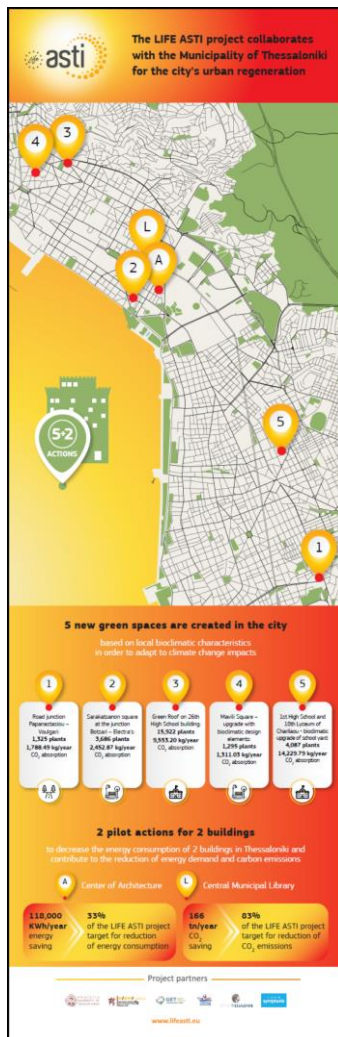 life
asti
The LIFE ASTI project collaborates
with the Municipality of Thessaloniki
for the city's urban regeneration
4
3
L
A
2
5+2
ACTIONS
5
1
5 new green spaces are created in the city
based on local bioclimatic characteristics
in order to adapt to climate change impacts
1
Road junction
Papanastasiou –
Voulgari
1,325 plants
1,788.49 kg/year
CO₂ absorption
2
Sarakatsanon square
at the junction
Botsari – Electra's
3,686 plants
2,452.87 kg/year
CO₂ absorption
3
Green Roof on 26th
High School building
15,922 plants
9,553.20 kg/year
CO₂ absorption
4
Mavili Square –
upgrade with
bioclimatic design
elements
1,295 plants
1,311.03 kg/year
CO₂ absorption
5
1st High School and
18th Lyceum of
Charilaou - bioclimatic
upgrade of school yard
4,087 plants
14,229.79 kg/year
CO₂ absorption
2 pilot actions for 2 buildings
to decrease the energy consumption of 2 buildings in Thessaloniki and
contribute to the reduction of energy demand and carbon emissions
A
Center of Architecture
L
Central Municipal Library
118,000
KWh/year
energy
saving
33%
of the LIFE ASTI project
target for reduction
of energy consumption
166
tn/year
CO₂
saving
83%
of the LIFE ASTI project
target for reduction of
CO₂ emissions
Project partners
www.lifeasti.eu